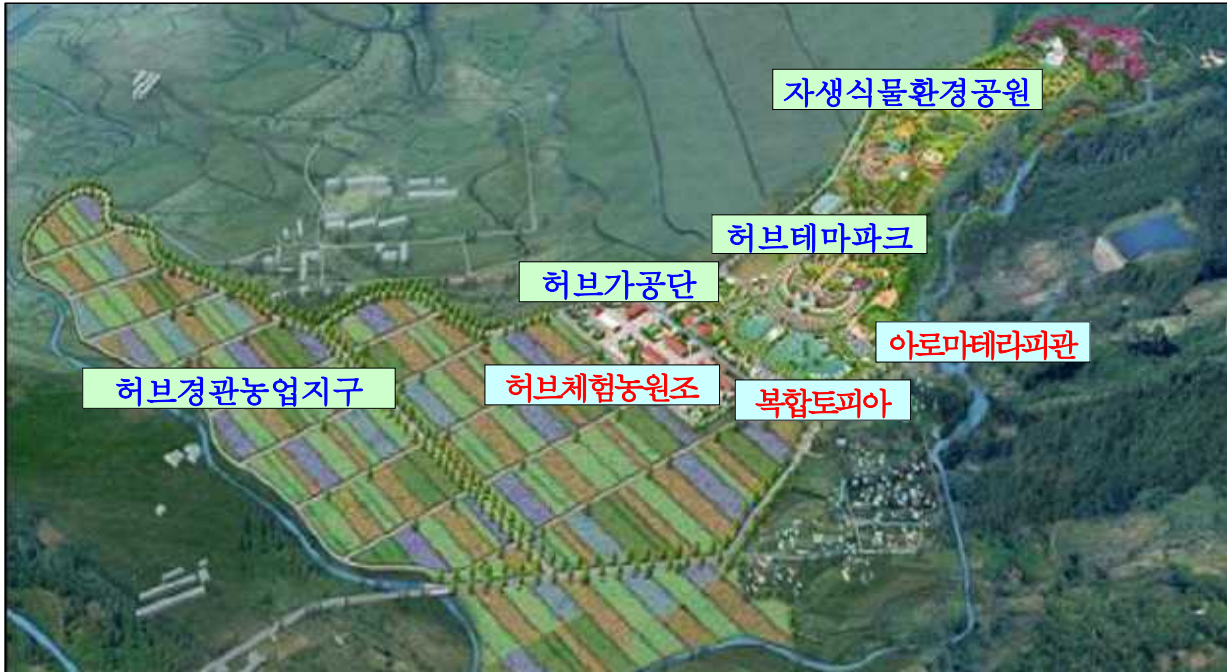 자생식물환경공원
허브테마파크
허브가공단
아로마테라피관
허브경관농업지구
허브체험농원조
복합토피아